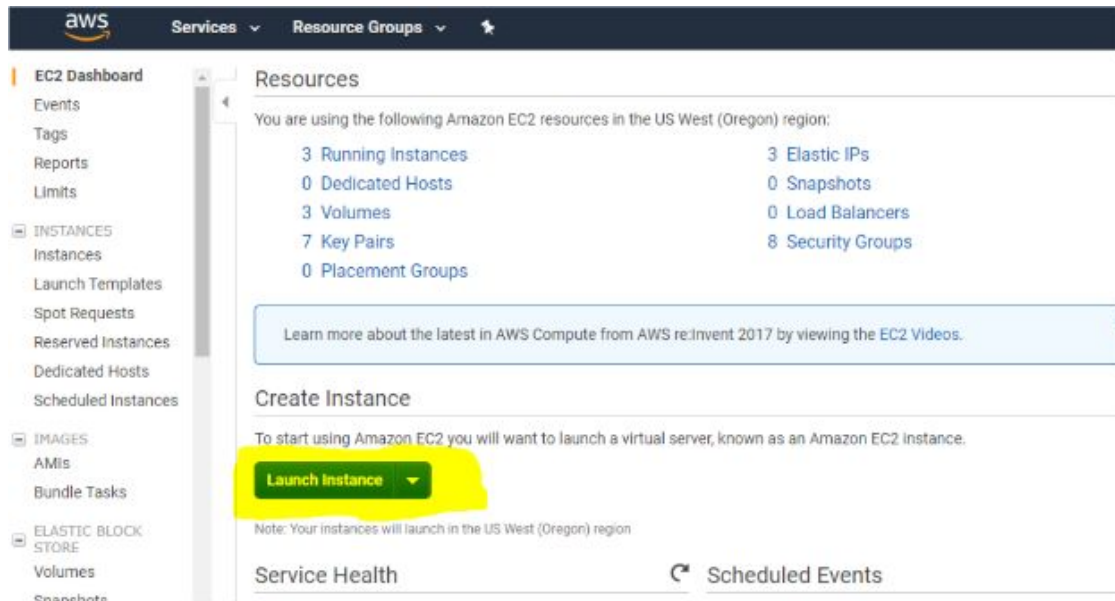 aws Services Resource Groups
EC2 Dashboard
Events
Tags
Reports
Limits
INSTANCES
Instances
Launch Templates
Spot Requests
Reserved Instances
Dedicated Hosts
Scheduled Instances
IMAGES
AMIs
Bundle Tasks
ELASTIC BLOCK
STORE
Volumes
Snapshots
Resources
You are using the following Amazon EC2 resources in the US West (Oregon) region:
3 Running Instances
0 Dedicated Hosts
3 Volumes
7 Key Pairs
0 Placement Groups
3 Elastic IPs
0 Snapshots
0 Load Balancers
8 Security Groups
Learn more about the latest in AWS Compute from AWS re:Invent 2017 by viewing the EC2 Videos.
Create Instance
To start using Amazon EC2 you will want to launch a virtual server, known as an Amazon EC2 instance.
Launch Instance
Note: Your instances will launch in the US West (Oregon) region
Service Health
Scheduled Events